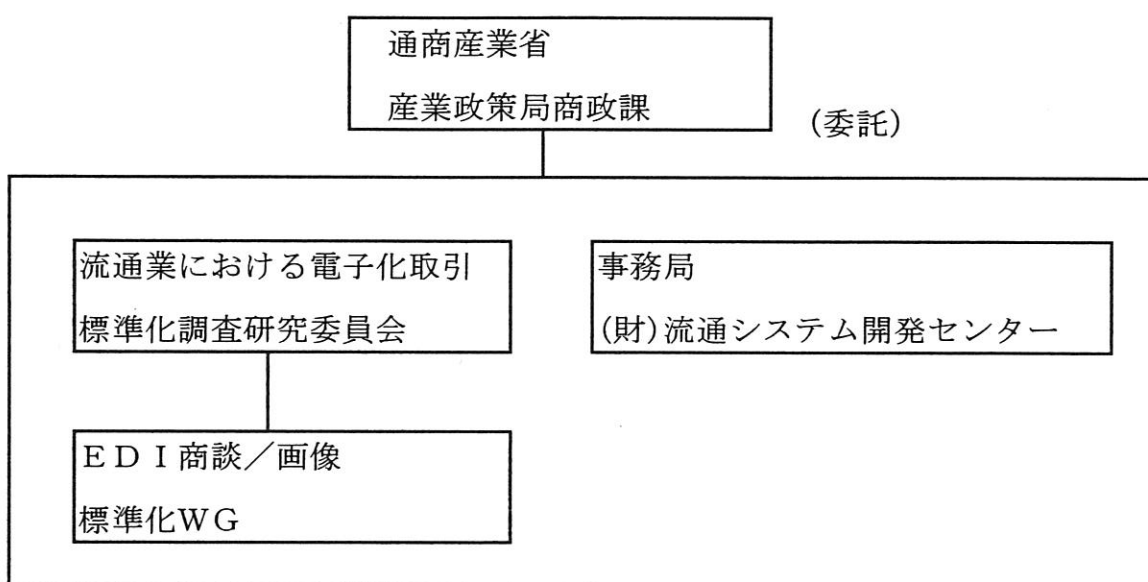 通商産業省
産業政策局商政課
(委託)
流通業における電子化取引
標準化調査研究委員会
事務局
(財)流通システム開発センター
ＥＤＩ商談／画像
標準化ＷＧ